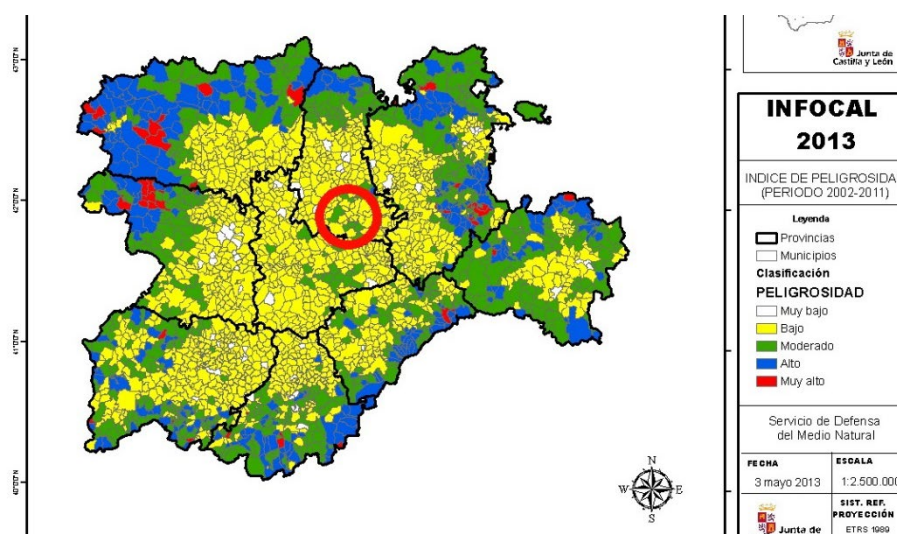 Junta de
Castilla y León
INFOCAL
2013
INDICE DE PELIGROSIDA
(PERIODO 2002-2011)
Leyenda
Provincias
Municipios
Clasificación
PELIGROSIDAD
Muy bajo
Bajo
Moderado
Alto
Muy alto
Servicio de Defensa
del Medio Natural
FECHA
3 mayo 2013
ESCALA
1:2.500.000
SIST. REF.
PROYECCIÓN
ETRS 1989
Junta de
N
W E
S